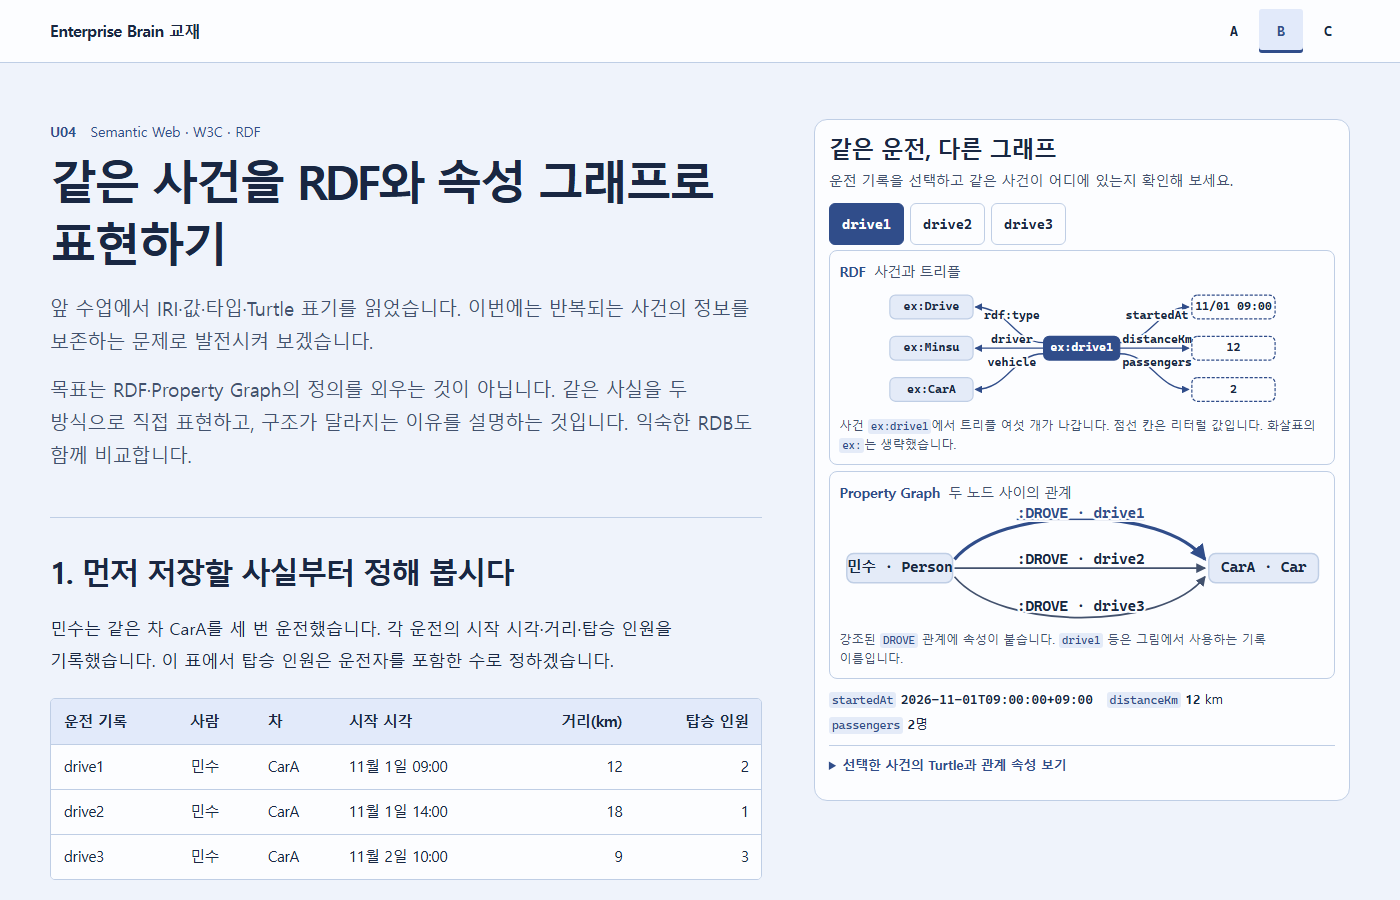 Enterprise Brain 교재
A B C
U04 Semantic Web · W3C · RDF
같은 사건을 RDF와 속성 그래프로
표현하기
앞 수업에서 IRI·값·타입·Turtle 표기를 읽었습니다. 이번에는 반복되는 사건의 정보를
보존하는 문제로 발전시켜 보겠습니다.
목표는 RDF·Property Graph의 정의를 외우는 것이 아닙니다. 같은 사실을 두
방식으로 직접 표현하고, 구조가 달라지는 이유를 설명하는 것입니다. 익숙한 RDB도
함께 비교합니다.
1. 먼저 저장할 사실부터 정해 봅시다
민수는 같은 차 CarA를 세 번 운전했습니다. 각 운전의 시작 시각·거리·탑승 인원을
기록했습니다. 이 표에서 탑승 인원은 운전자를 포함한 수로 정하겠습니다.
운전 기록 사람 차 시작 시각 거리(km) 탑승 인원
drive1 민수 CarA 11월 1일 09:00 12 2
drive2 민수 CarA 11월 1일 14:00 18 1
drive3 민수 CarA 11월 2일 10:00 9 3
같은 운전, 다른 그래프
운전 기록을 선택하고 같은 사건이 어디에 있는지 확인해 보세요.
drive1 drive2 drive3
RDF 사건과 트리플
ex:Drive rdf:type startedAt 11/01 09:00
ex:Minsu driver ex:drive1 distanceKm 12
ex:CarA vehicle passengers 2
사건 ex:drive1에서 트리플 여섯 개가 나갑니다. 점선 칸은 리터럴 값입니다. 화살표의
ex:는 생략했습니다.
Property Graph 두 노드 사이의 관계
:DROVE · drive1
민수 · Person :DROVE · drive2 CarA · Car
:DROVE · drive3
강조된 DROVE 관계에 속성이 붙습니다. drive1 등은 그림에서 사용하는 기록
이름입니다.
startedAt 2026-11-01T09:00:00+09:00 distanceKm 12 km
passengers 2명
▶ 선택한 사건의 Turtle과 관계 속성 보기